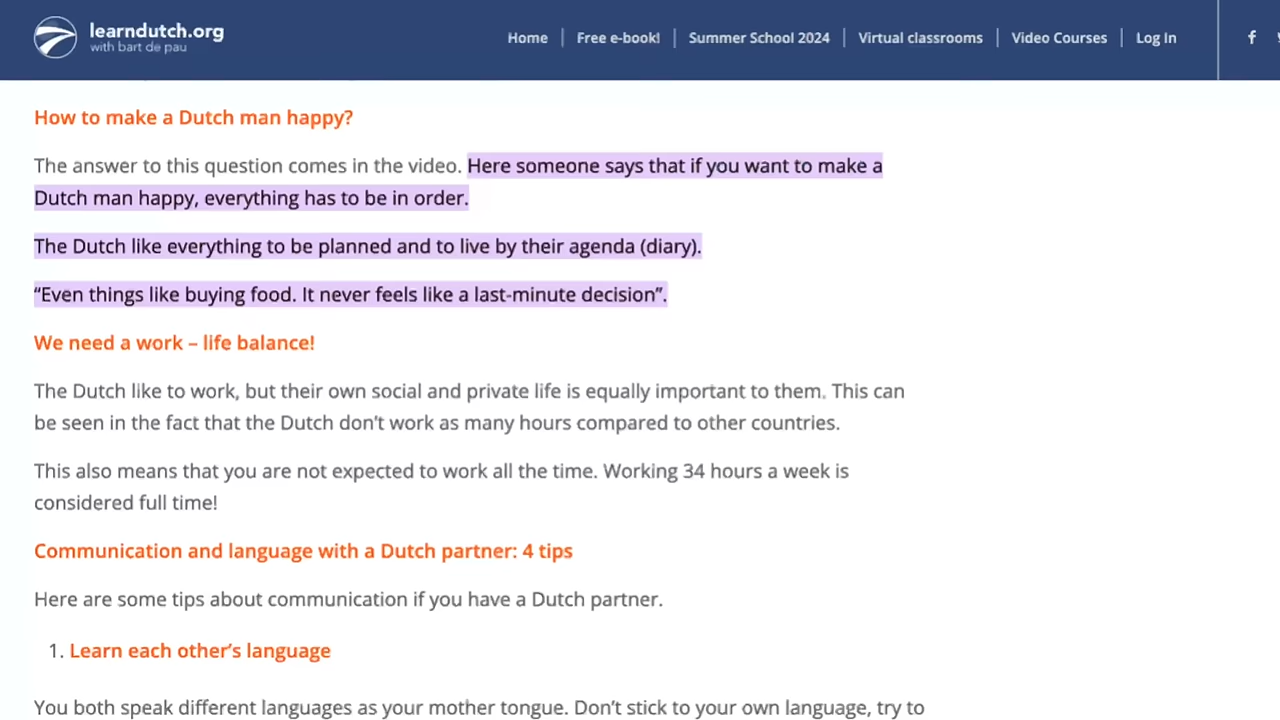 learndutch.org
with bart de pau
Home
Free e-book!
Summer School 2024
Virtual classrooms
Video Courses
Log In
How to make a Dutch man happy?
The answer to this question comes in the video. Here someone says that if you want to make a
Dutch man happy, everything has to be in order.
The Dutch like everything to be planned and to live by their agenda (diary).
“Even things like buying food. It never feels like a last-minute decision”.
We need a work – life balance!
The Dutch like to work, but their own social and private life is equally important to them. This can
be seen in the fact that the Dutch don’t work as many hours compared to other countries.
This also means that you are not expected to work all the time. Working 34 hours a week is
considered full time!
Communication and language with a Dutch partner: 4 tips
Here are some tips about communication if you have a Dutch partner.
1. Learn each other’s language
You both speak different languages as your mother tongue. Don’t stick to your own language, try to